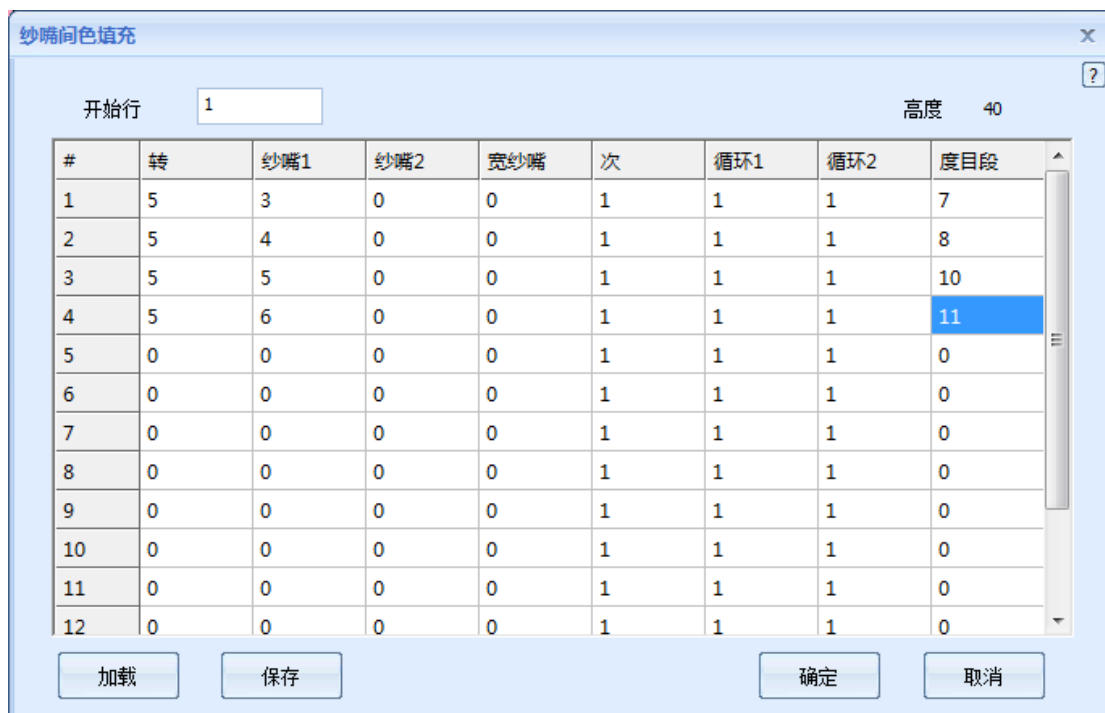 纱嘴间色填充 x
?
开始行 1 高度 40
# 转 纱嘴1 纱嘴2 宽纱嘴 次 循环1 循环2 度目段
1 5 3 0 0 1 1 1 7
2 5 4 0 0 1 1 1 8
3 5 5 0 0 1 1 1 10
4 5 6 0 0 1 1 1 11
5 0 0 0 0 1 1 1 0
6 0 0 0 0 1 1 1 0
7 0 0 0 0 1 1 1 0
8 0 0 0 0 1 1 1 0
9 0 0 0 0 1 1 1 0
10 0 0 0 0 1 1 1 0
11 0 0 0 0 1 1 1 0
12 0 0 0 0 1 1 1 0
加载 保存 确定 取消